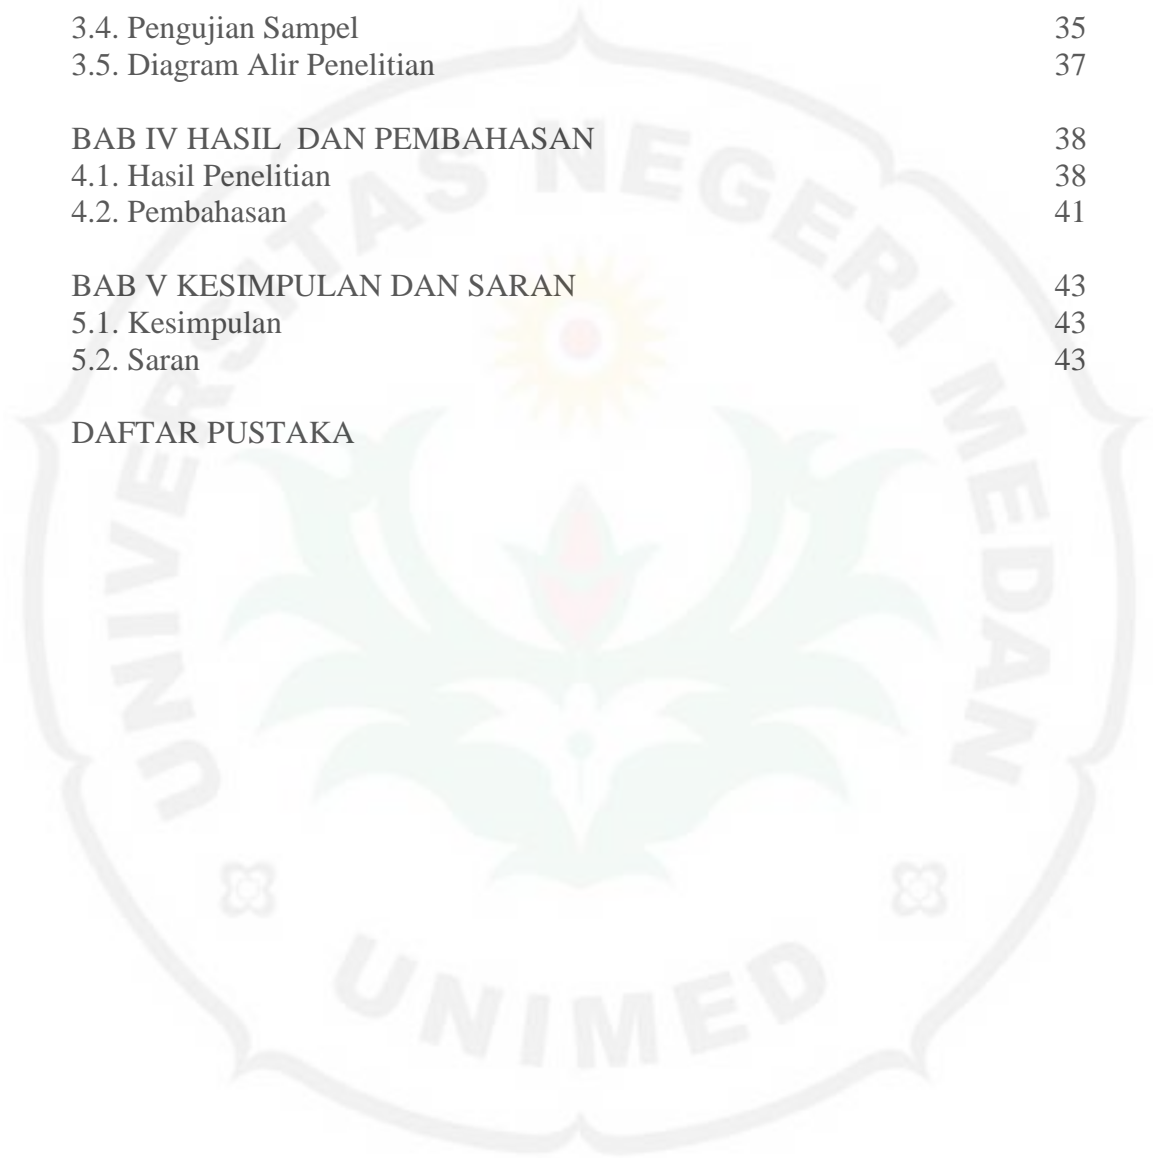 3.4. Pengujian Sampel 35
3.5. Diagram Alir Penelitian 37
BAB IV HASIL DAN PEMBAHASAN 38
4.1. Hasil Penelitian 38
4.2. Pembahasan 41
BAB V KESIMPULAN DAN SARAN 43
5.1. Kesimpulan 43
5.2. Saran 43
DAFTAR PUSTAKA
UNIVERSITAS NEGERI MEDAN
UNIMED